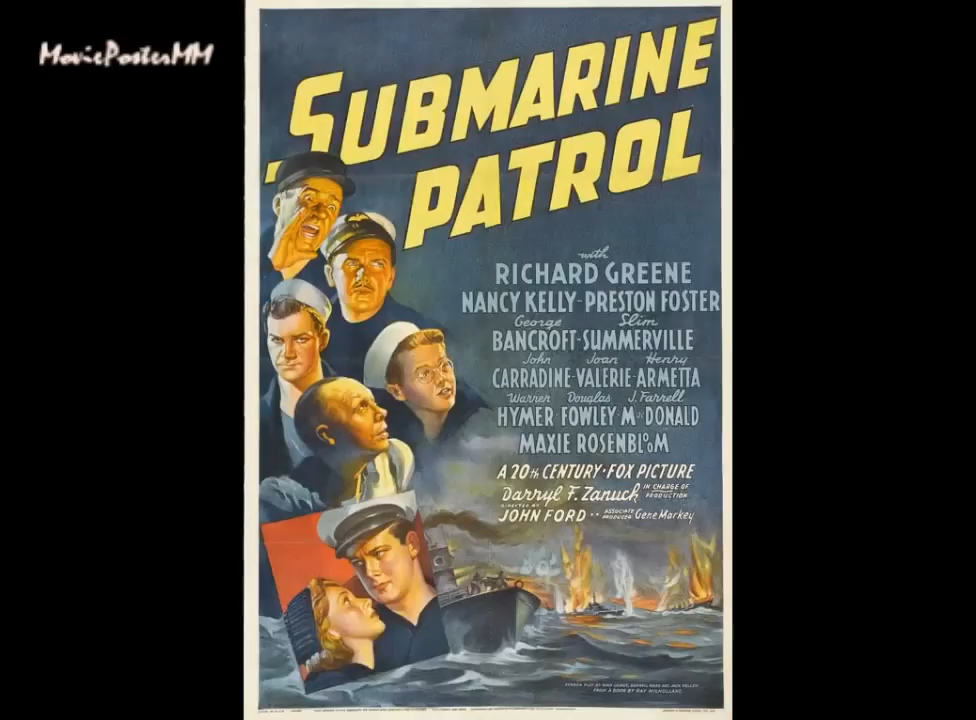 MoviePosterMM
SUBMARINE
PATROL
with
RICHARD GREENE
NANCY KELLY - PRESTON FOSTER
George Slim
BANCROFT - SUMMERVILLE
John Joan Henry
CARRADINE - VALERIE - ARMETTA
Warren Douglas J. Farrell
HYMER FOWLEY - McDONALD
MAXIE ROSENBLOOM
A 20th CENTURY-FOX PICTURE
Darryl F. Zanuck IN CHARGE OF PRODUCTION
DIRECTED BY
JOHN FORD ·· ASSOCIATE PRODUCER Gene Markey
FROM A BOOK BY RAY MILHOLLAND